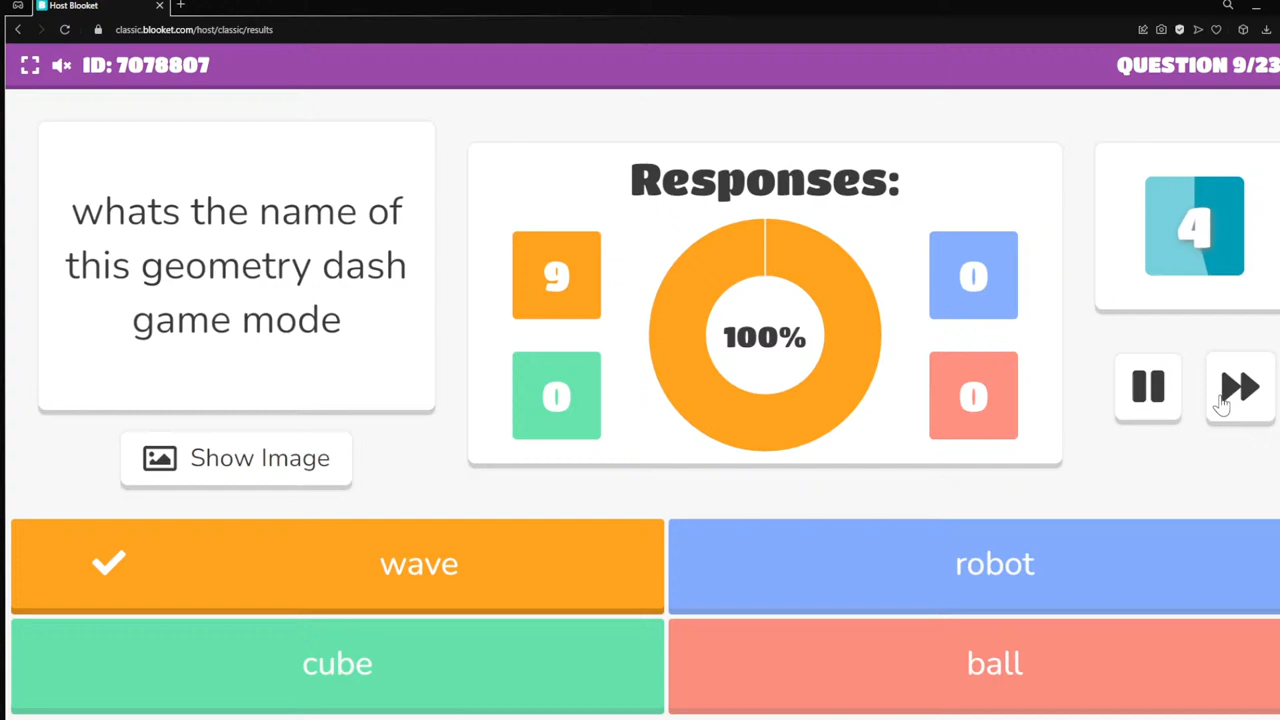 Host Blooket
classic.blooket.com/host/classic/results
ID: 7078807
QUESTION 9/23
whats the name of
this geometry dash
game mode
Show Image
Responses:
9
0
100%
0
0
4
wave
robot
cube
ball